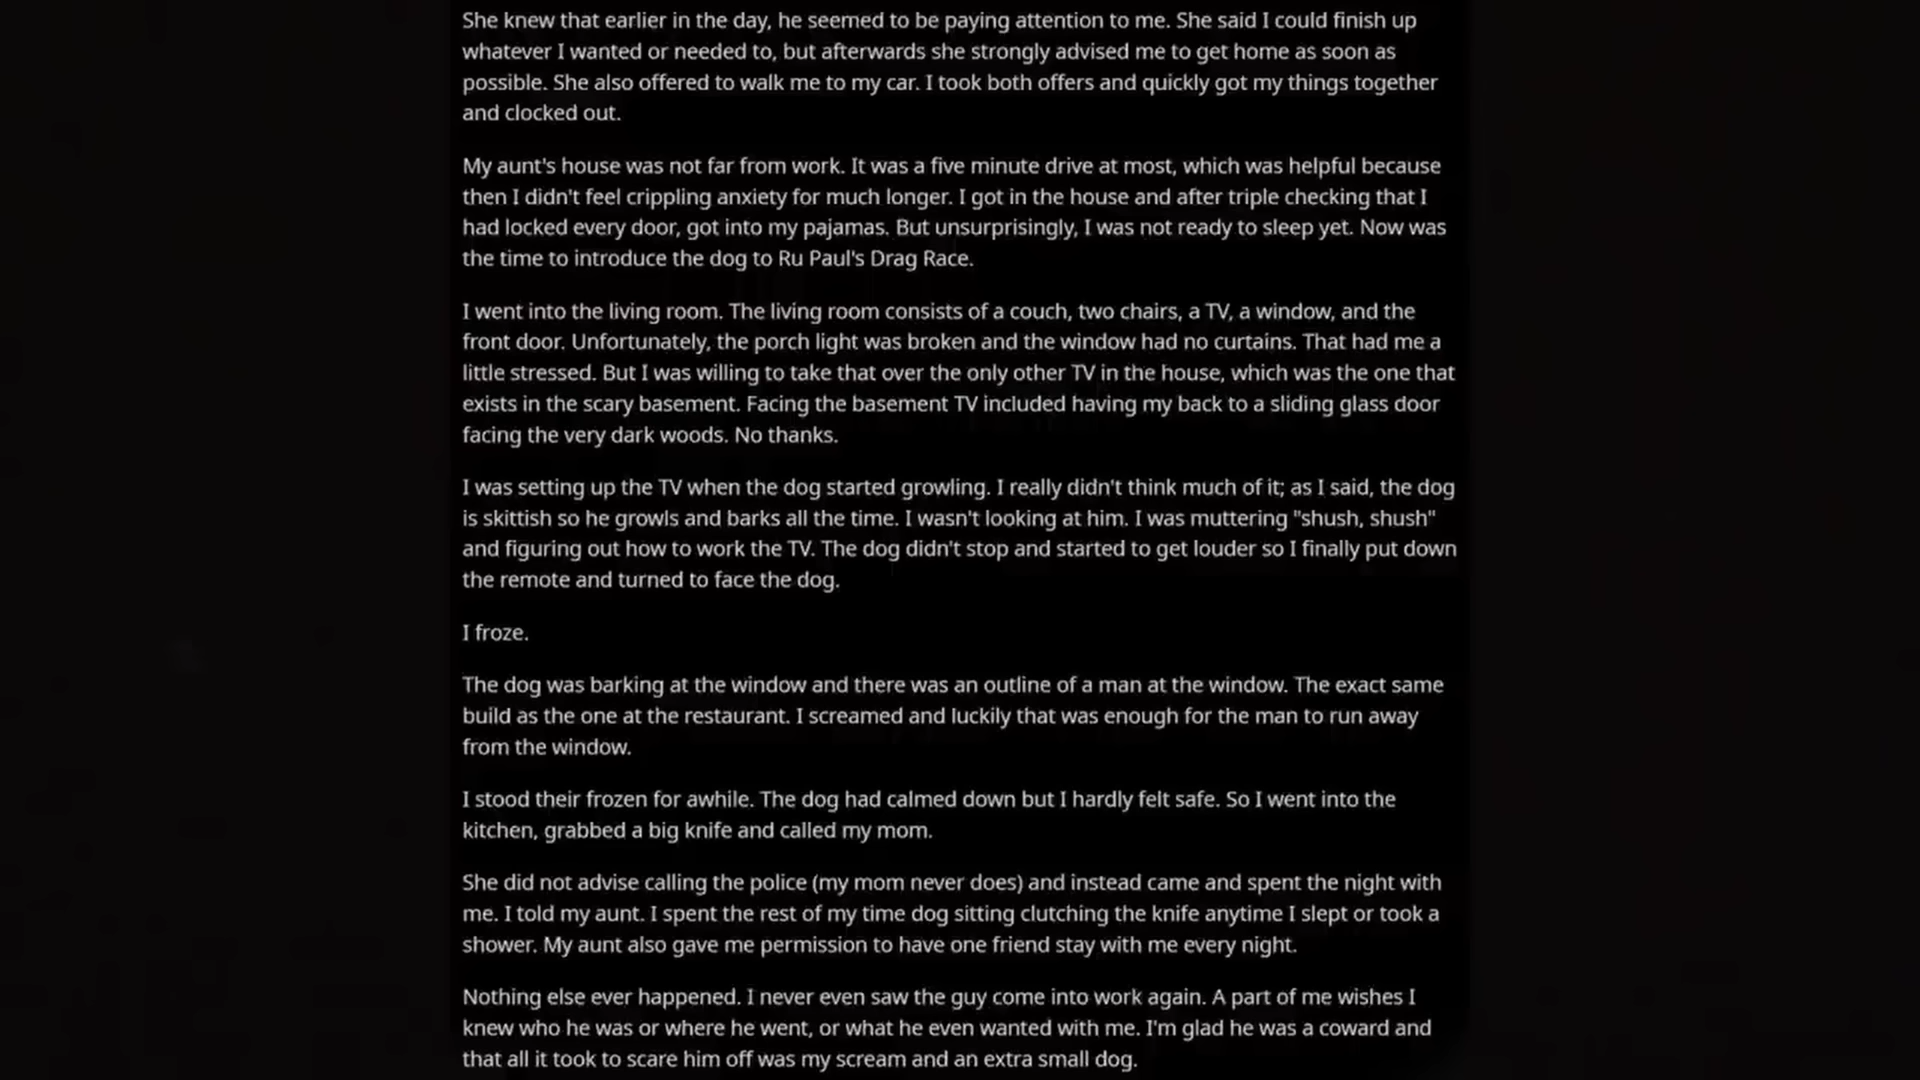 She knew that earlier in the day, he seemed to be paying attention to me. She said I could finish up
whatever I wanted or needed to, but afterwards she strongly advised me to get home as soon as
possible. She also offered to walk me to my car. I took both offers and quickly got my things together
and clocked out.
My aunt's house was not far from work. It was a five minute drive at most, which was helpful because
then I didn't feel crippling anxiety for much longer. I got in the house and after triple checking that I
had locked every door, got into my pajamas. But unsurprisingly, I was not ready to sleep yet. Now was
the time to introduce the dog to Ru Paul's Drag Race.
I went into the living room. The living room consists of a couch, two chairs, a TV, a window, and the
front door. Unfortunately, the porch light was broken and the window had no curtains. That had me a
little stressed. But I was willing to take that over the only other TV in the house, which was the one that
exists in the scary basement. Facing the basement TV included having my back to a sliding glass door
facing the very dark woods. No thanks.
I was setting up the TV when the dog started growling. I really didn't think much of it; as I said, the dog
is skittish so he growls and barks all the time. I wasn't looking at him. I was muttering "shush, shush"
and figuring out how to work the TV. The dog didn't stop and started to get louder so I finally put down
the remote and turned to face the dog.
I froze.
The dog was barking at the window and there was an outline of a man at the window. The exact same
build as the one at the restaurant. I screamed and luckily that was enough for the man to run away
from the window.
I stood their frozen for awhile. The dog had calmed down but I hardly felt safe. So I went into the
kitchen, grabbed a big knife and called my mom.
She did not advise calling the police (my mom never does) and instead came and spent the night with
me. I told my aunt. I spent the rest of my time dog sitting clutching the knife anytime I slept or took a
shower. My aunt also gave me permission to have one friend stay with me every night.
Nothing else ever happened. I never even saw the guy come into work again. A part of me wishes I
knew who he was or where he went, or what he even wanted with me. I'm glad he was a coward and
that all it took to scare him off was my scream and an extra small dog.